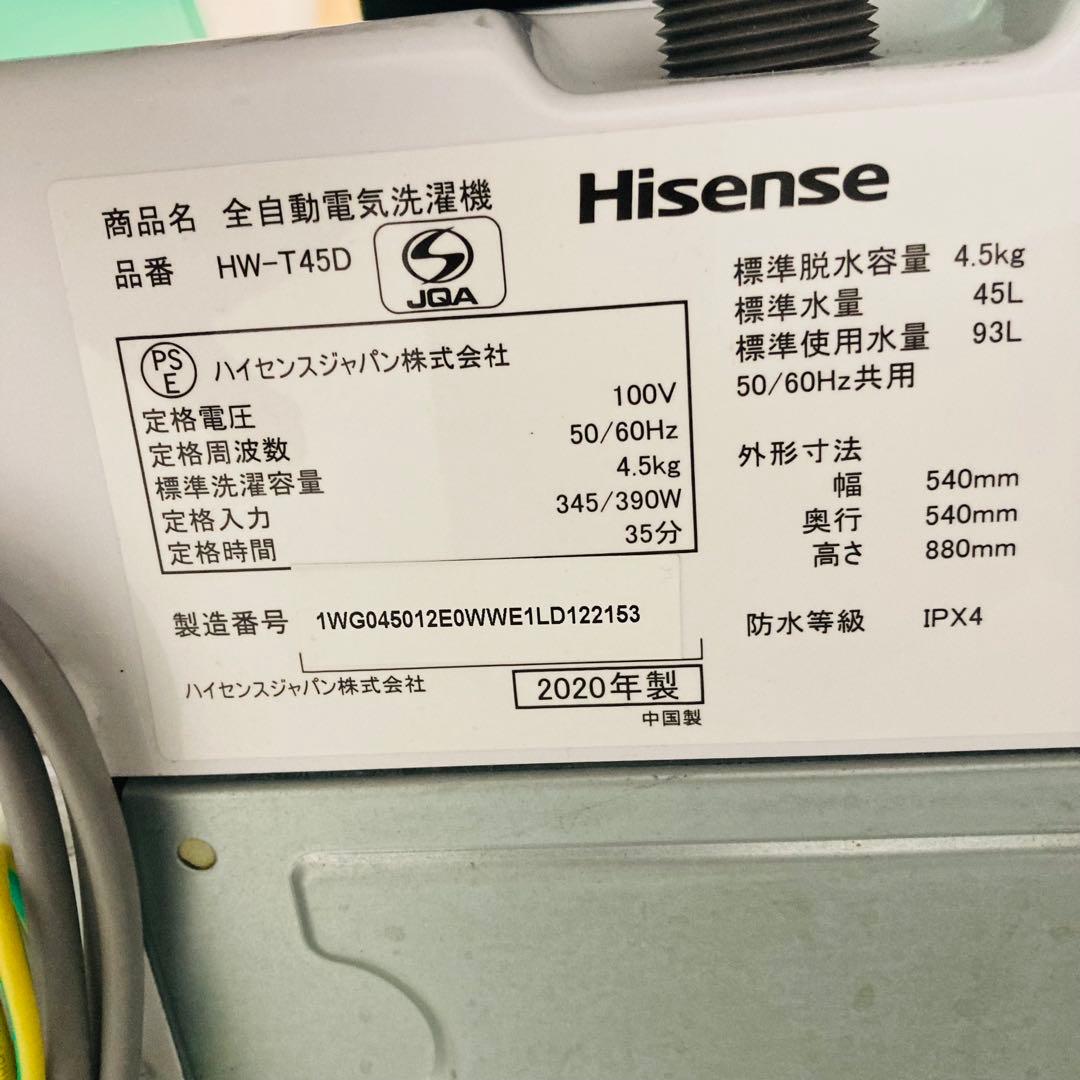 Hisense
商品名 全自動電気洗濯機
品番 HW-T45D
JQA
PSE ハイセンスジャパン株式会社
定格電圧 100V
定格周波数 50/60Hz
標準洗濯容量 4.5kg
定格入力 345/390W
定格時間 35分
製造番号 1WG045012E0WWE1LD122153
ハイセンスジャパン株式会社 2020年製
中国製
標準脱水容量 4.5kg
標準水量 45L
標準使用水量 93L
50/60Hz共用
外形寸法
幅 540mm
奥行 540mm
高さ 880mm
防水等級 IPX4